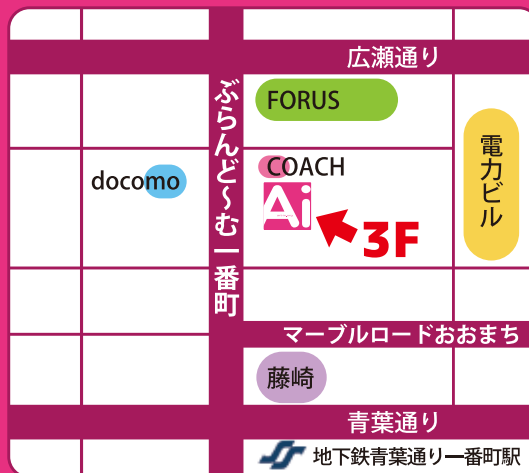 広瀬通り
FORUS
ぶらんど〜む一番町
電力ビル
COACH
docomo
Ai
3F
マーブルロードおおまち
藤崎
青葉通り
地下鉄青葉通り一番町駅